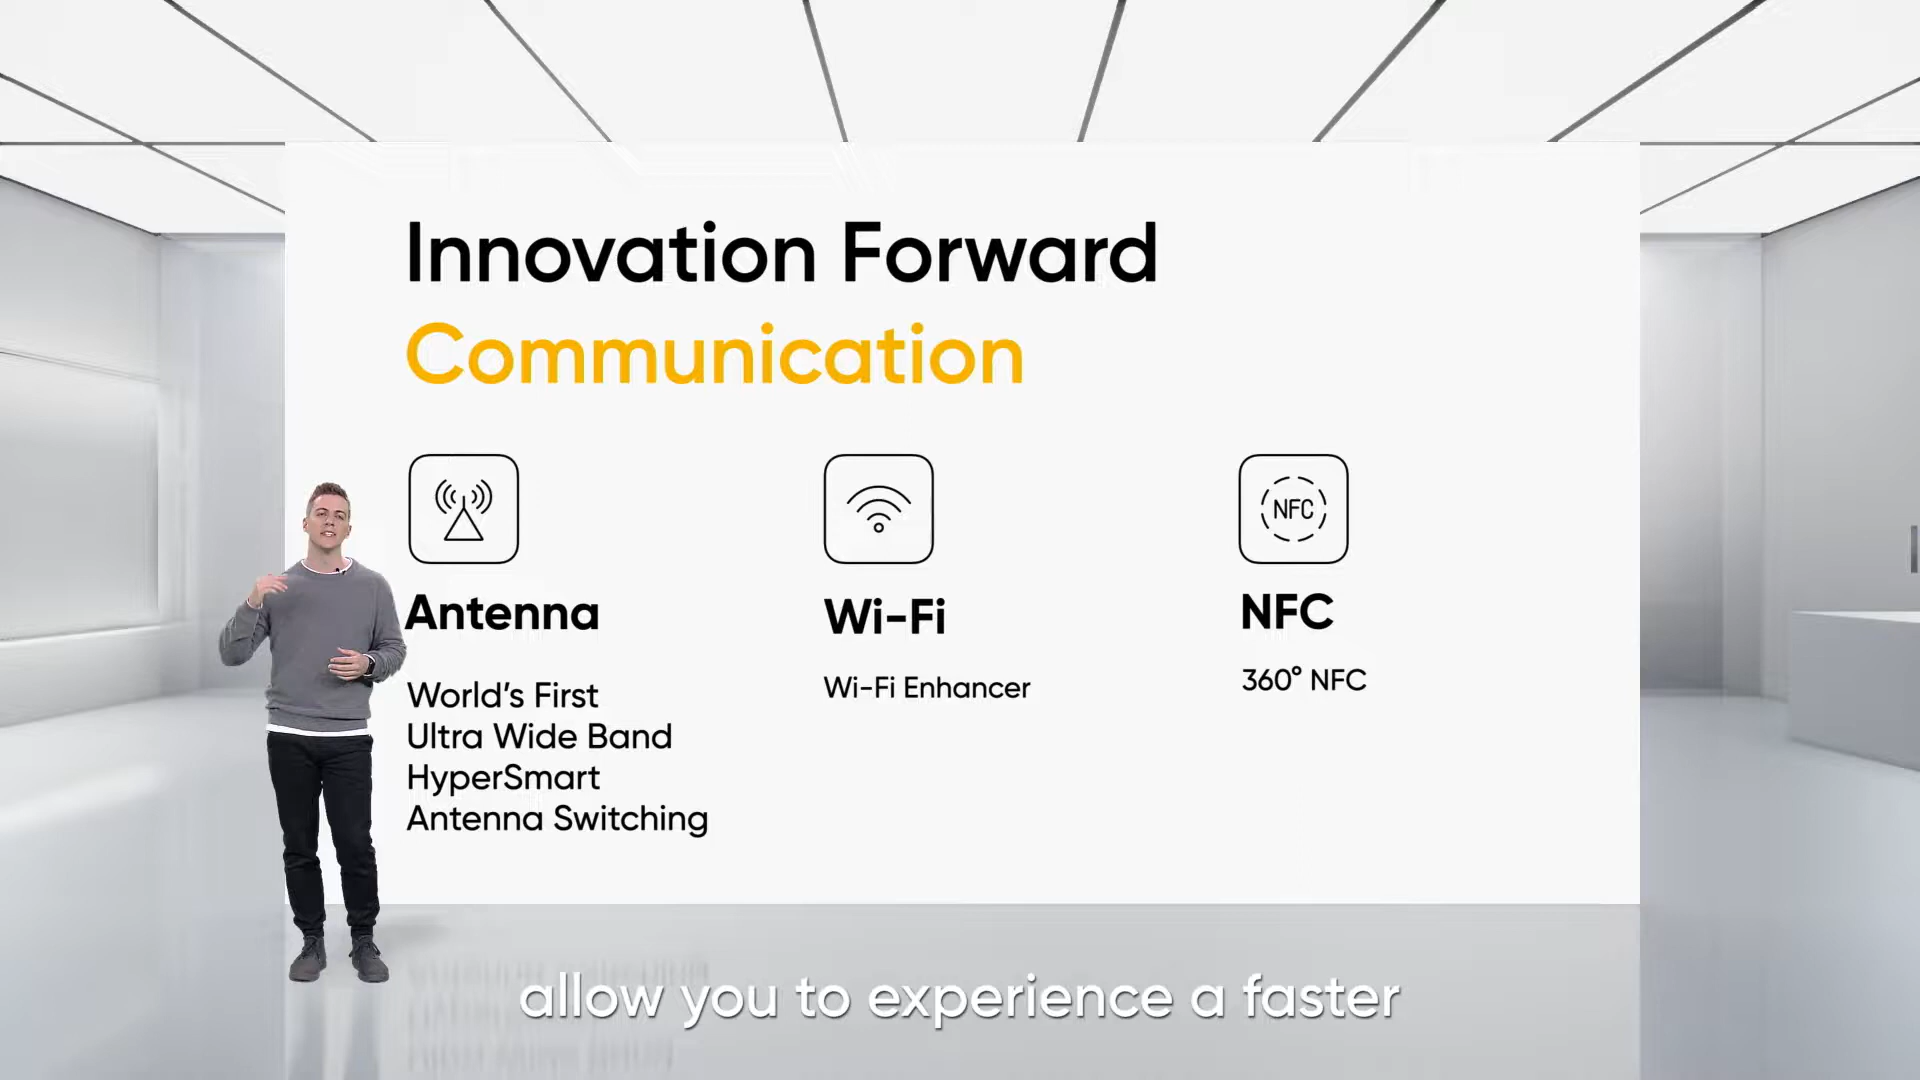 Innovation Forward
Communication
NFC
Antenna
World's First
Ultra Wide Band
HyperSmart
Antenna Switching
Wi-Fi
Wi-Fi Enhancer
NFC
360° NFC
allow you to experience a faster